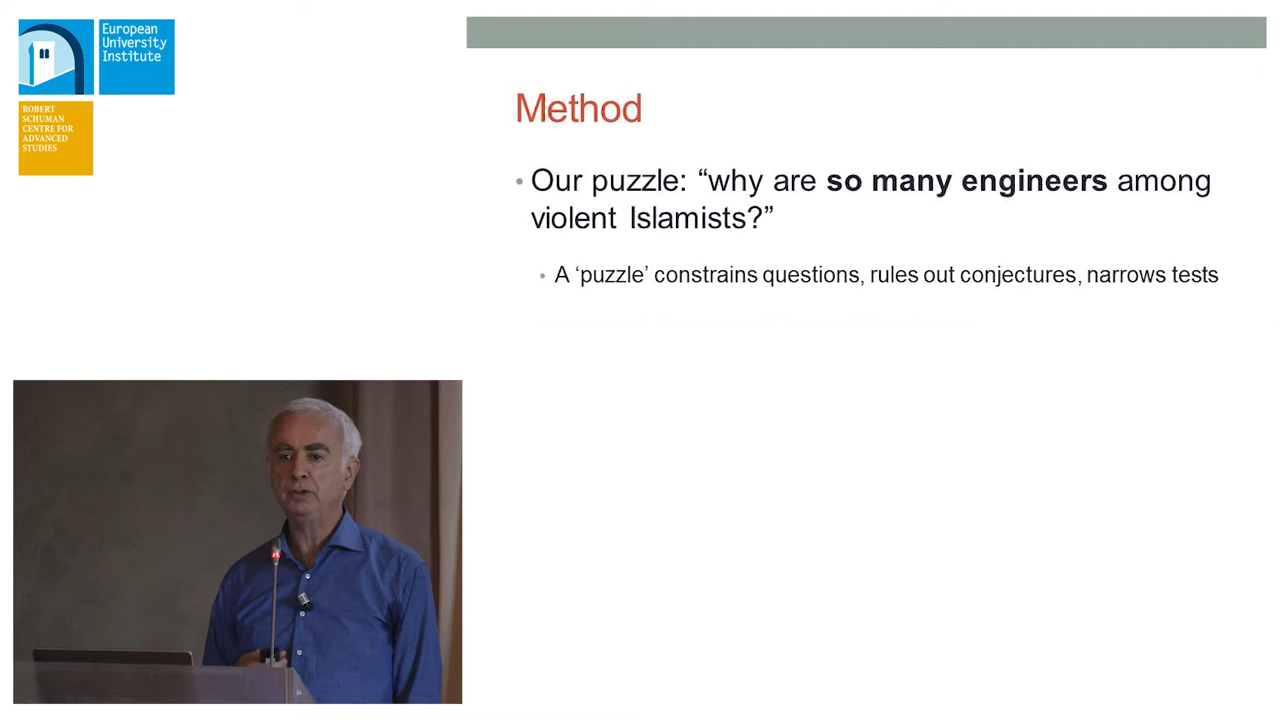 European
University
Institute
ROBERT
SCHUMAN
CENTRE FOR
ADVANCED
STUDIES
Method
• Our puzzle: “why are so many engineers among
violent Islamists?”
• A ‘puzzle’ constrains questions, rules out conjectures, narrows tests